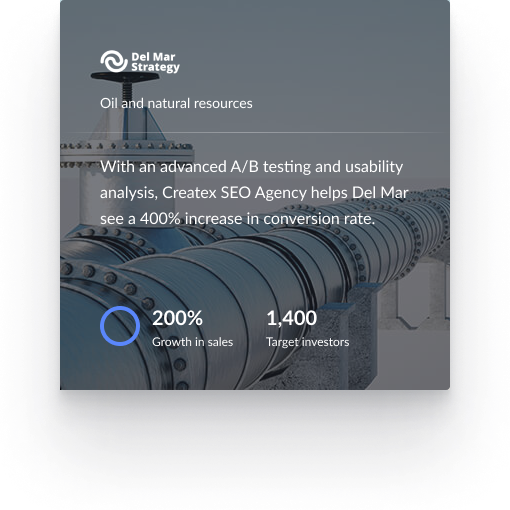 Del Mar
Strategy
Oil and natural resources
With an advanced A/B testing and usability
analysis, Createx SEO Agency helps Del Mar
see a 400% increase in conversion rate.
200%
1,400
Growth in sales
Target investors